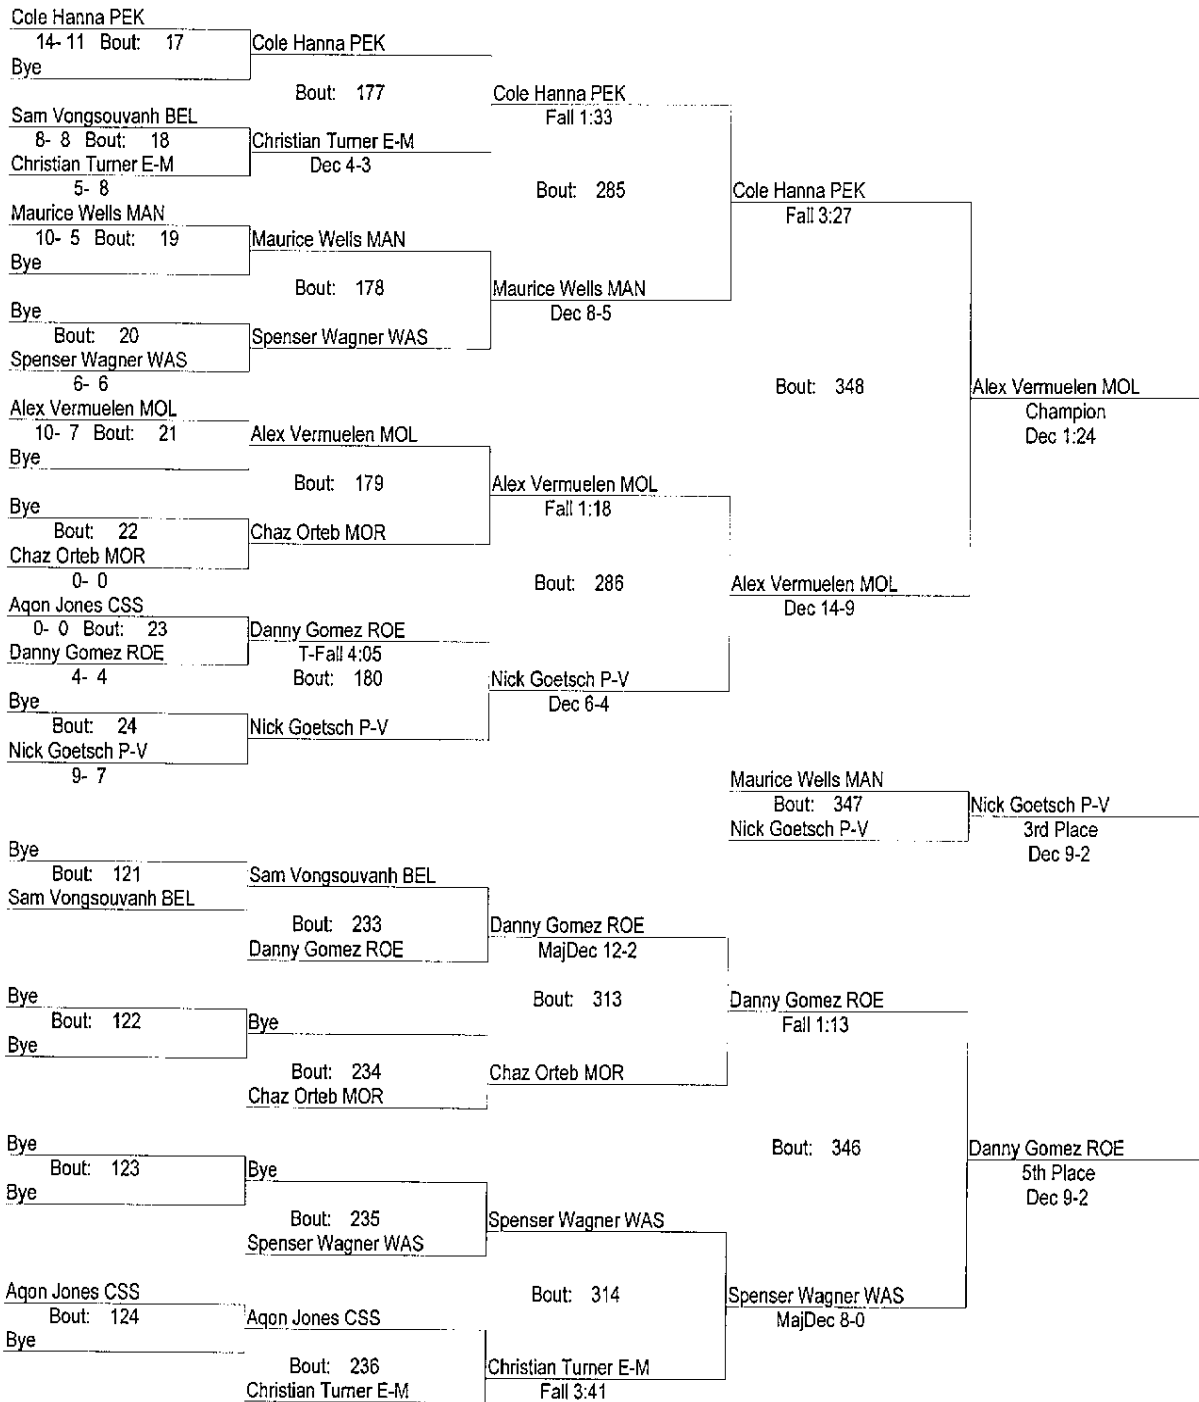 Cole Hanna PEK
14- 11 Bout: 17
Bye
Cole Hanna PEK
Bout: 177
Sam Vongsouvanh BEL
8- 8 Bout: 18
Christian Turner E-M
5- 8
Christian Turner E-M
Dec 4-3
Cole Hanna PEK
Fall 1:33
Bout: 285
Maurice Wells MAN
10- 5 Bout: 19
Bye
Maurice Wells MAN
Bout: 178
Bye
Bout: 20
Spenser Wagner WAS
6- 6
Spenser Wagner WAS
Maurice Wells MAN
Dec 8-5
Cole Hanna PEK
Fall 3:27
Bout: 348
Alex Vermuelen MOL
10- 7 Bout: 21
Bye
Alex Vermuelen MOL
Bout: 179
Bye
Bout: 22
Chaz Orteb MOR
0- 0
Chaz Orteb MOR
Alex Vermuelen MOL
Fall 1:18
Bout: 286
Aqon Jones CSS
0- 0 Bout: 23
Danny Gomez ROE
4- 4
Danny Gomez ROE
T-Fall 4:05
Bout: 180
Bye
Bout: 24
Nick Goetsch P-V
9- 7
Nick Goetsch P-V
Nick Goetsch P-V
Dec 6-4
Alex Vermuelen MOL
Dec 14-9
Alex Vermuelen MOL
Champion
Dec 1:24
Maurice Wells MAN
Bout: 347
Nick Goetsch P-V
Nick Goetsch P-V
3rd Place
Dec 9-2
Bye
Bout: 121
Sam Vongsouvanh BEL
Sam Vongsouvanh BEL
Bout: 233
Danny Gomez ROE
Danny Gomez ROE
MajDec 12-2
Bout: 313
Bye
Bout: 122
Bye
Bye
Bout: 234
Chaz Orteb MOR
Chaz Orteb MOR
Danny Gomez ROE
Fall 1:13
Bout: 346
Bye
Bout: 123
Bye
Bye
Bout: 235
Spenser Wagner WAS
Spenser Wagner WAS
Bout: 314
Aqon Jones CSS
Bout: 124
Bye
Aqon Jones CSS
Bout: 236
Christian Turner E-M
Christian Turner E-M
Fall 3:41
Spenser Wagner WAS
MajDec 8-0
Danny Gomez ROE
5th Place
Dec 9-2